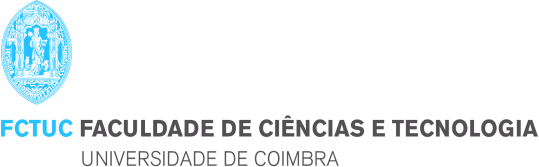 FCTUC FACULDADE DE CIÊNCIAS E TECNOLOGIA
UNIVERSIDADE DE COIMBRA